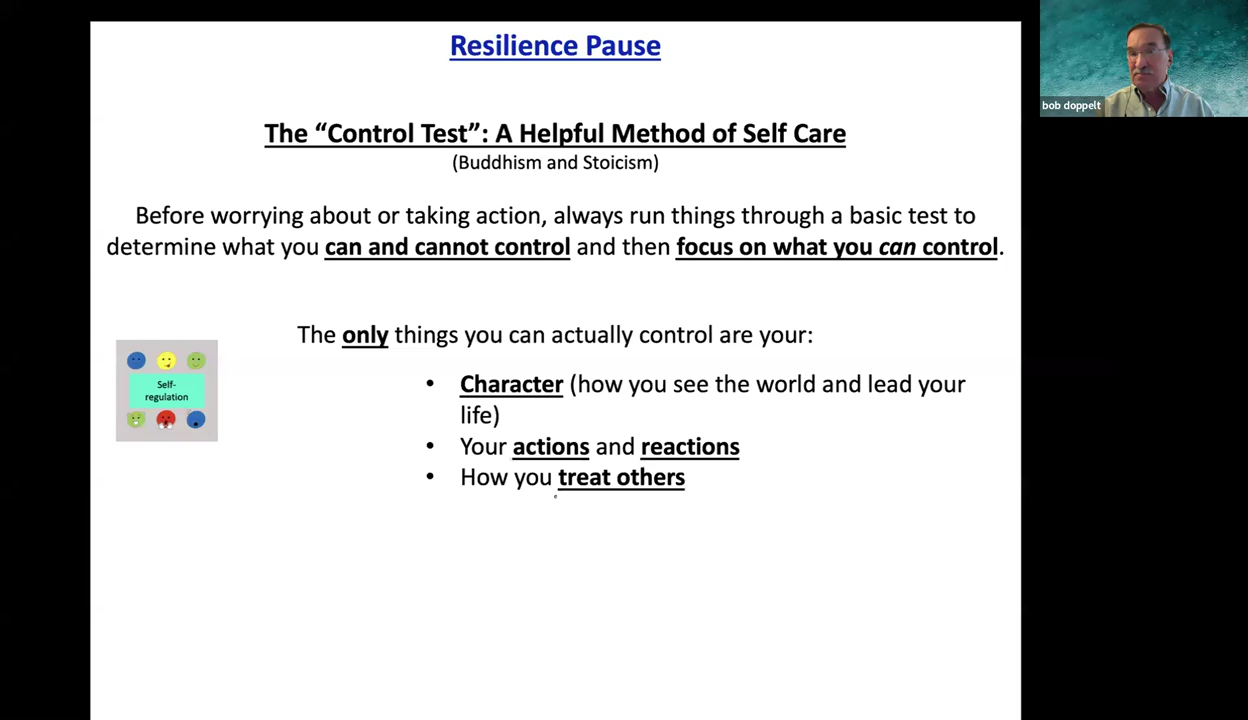 Resilience Pause
bob doppelt
The “Control Test”: A Helpful Method of Self Care
(Buddhism and Stoicism)
Before worrying about or taking action, always run things through a basic test to
determine what you can and cannot control and then focus on what you can control.
The only things you can actually control are your:
Self-
regulation
• Character (how you see the world and lead your
life)
• Your actions and reactions
• How you treat others